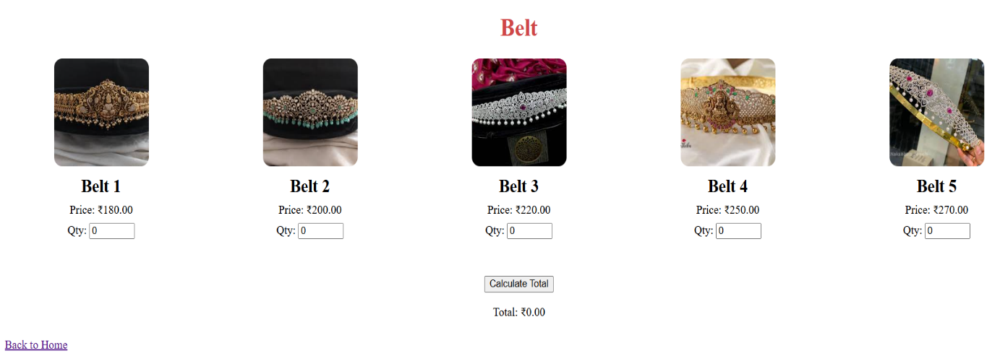 Belt
Belt 1
Price: ₹180.00
Qty: 0
Belt 2
Price: ₹200.00
Qty: 0
Belt 3
Price: ₹220.00
Qty: 0
Belt 4
Price: ₹250.00
Qty: 0
Belt 5
Price: ₹270.00
Qty: 0
Calculate Total
Total: ₹0.00
Back to Home